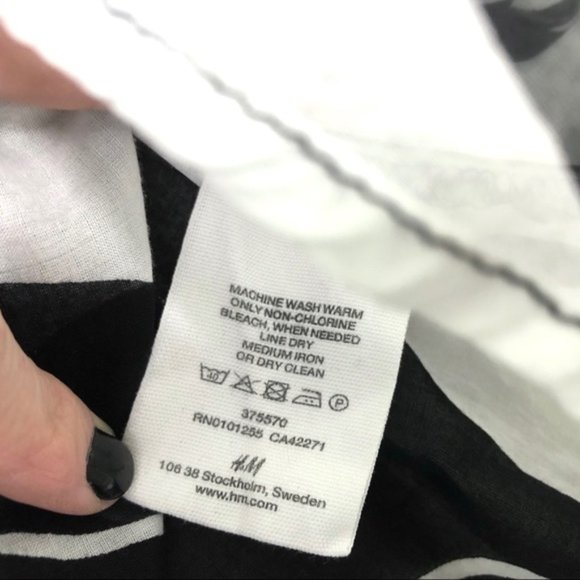 MACHINE WASH WARM
ONLY NON-CHLORINE
BLEACH, WHEN NEEDED
LINE DRY
MEDIUM IRON
OR DRY CLEAN
40 P
375570
RN0101255 CA42271
H&M
106 38 Stockholm, Sweden
www.hm.com